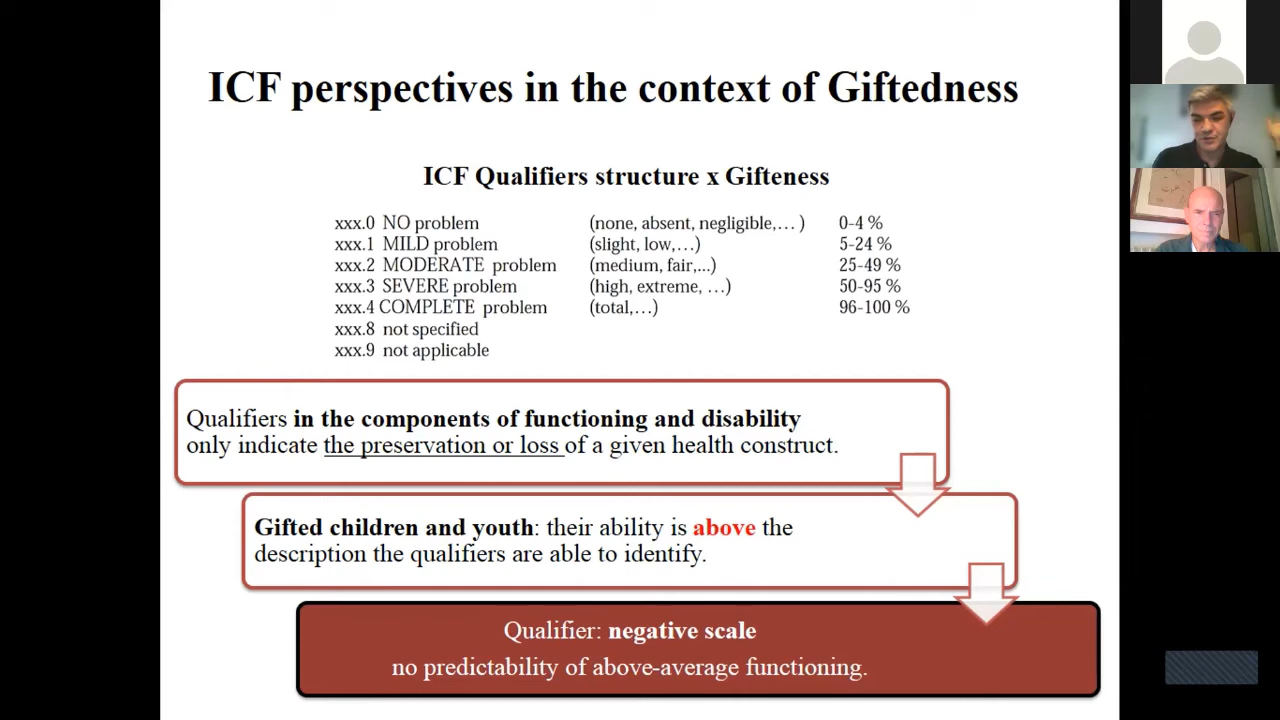 ICF perspectives in the context of Giftedness
ICF Qualifiers structure x Gifteness
xxx.0 NO problem (none, absent, negligible,… ) 0-4 %
xxx.1 MILD problem (slight, low,…) 5-24 %
xxx.2 MODERATE problem (medium, fair,...) 25-49 %
xxx.3 SEVERE problem (high, extreme, …) 50-95 %
xxx.4 COMPLETE problem (total,…) 96-100 %
xxx.8 not specified
xxx.9 not applicable
Qualifiers in the components of functioning and disability
only indicate the preservation or loss of a given health construct.
Gifted children and youth: their ability is above the
description the qualifiers are able to identify.
Qualifier: negative scale
no predictability of above-average functioning.